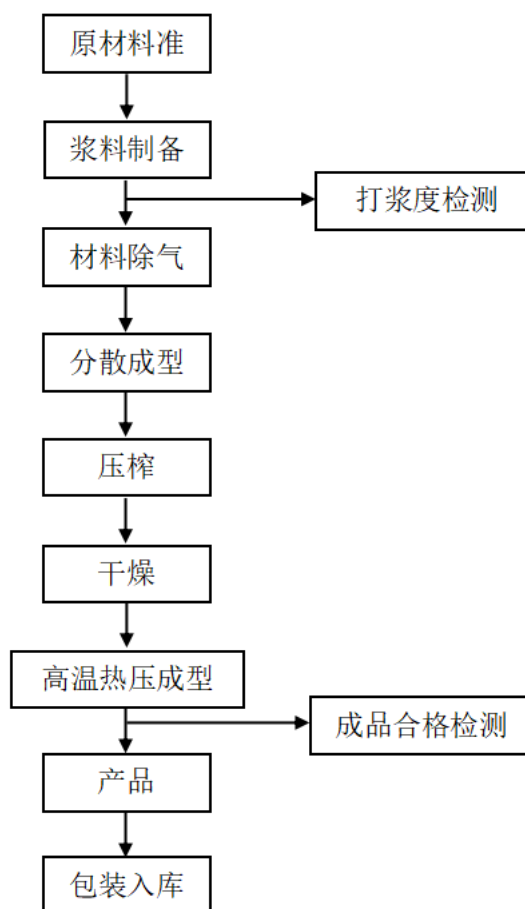 原材料准
浆料制备
打浆度检测
材料除气
分散成型
压榨
干燥
高温热压成型
成品合格检测
产品
包装入库